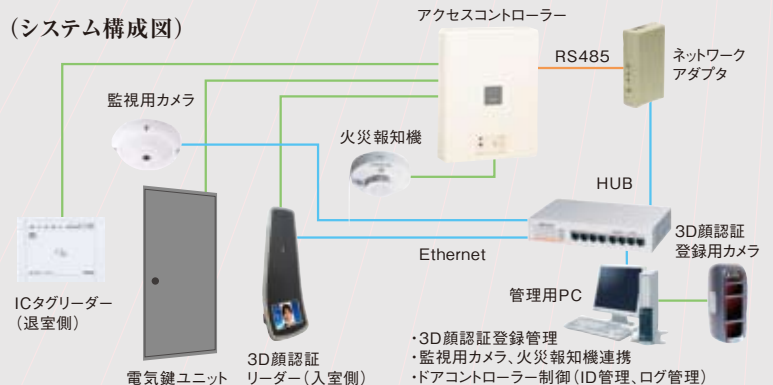 (システム構成図)
アクセスコントローラー
RS485
ネットワーク
アダプタ
監視用カメラ
火災報知機
HUB
3D顔認証
登録用カメラ
Ethernet
ICタグリーダー
(退室側)
管理用PC
電気鍵ユニット
3D顔認証
リーダー(入室側)
・3D顔認証登録管理
・監視用カメラ、火災報知機連携
・ドアコントローラー制御(ID管理、ログ管理)